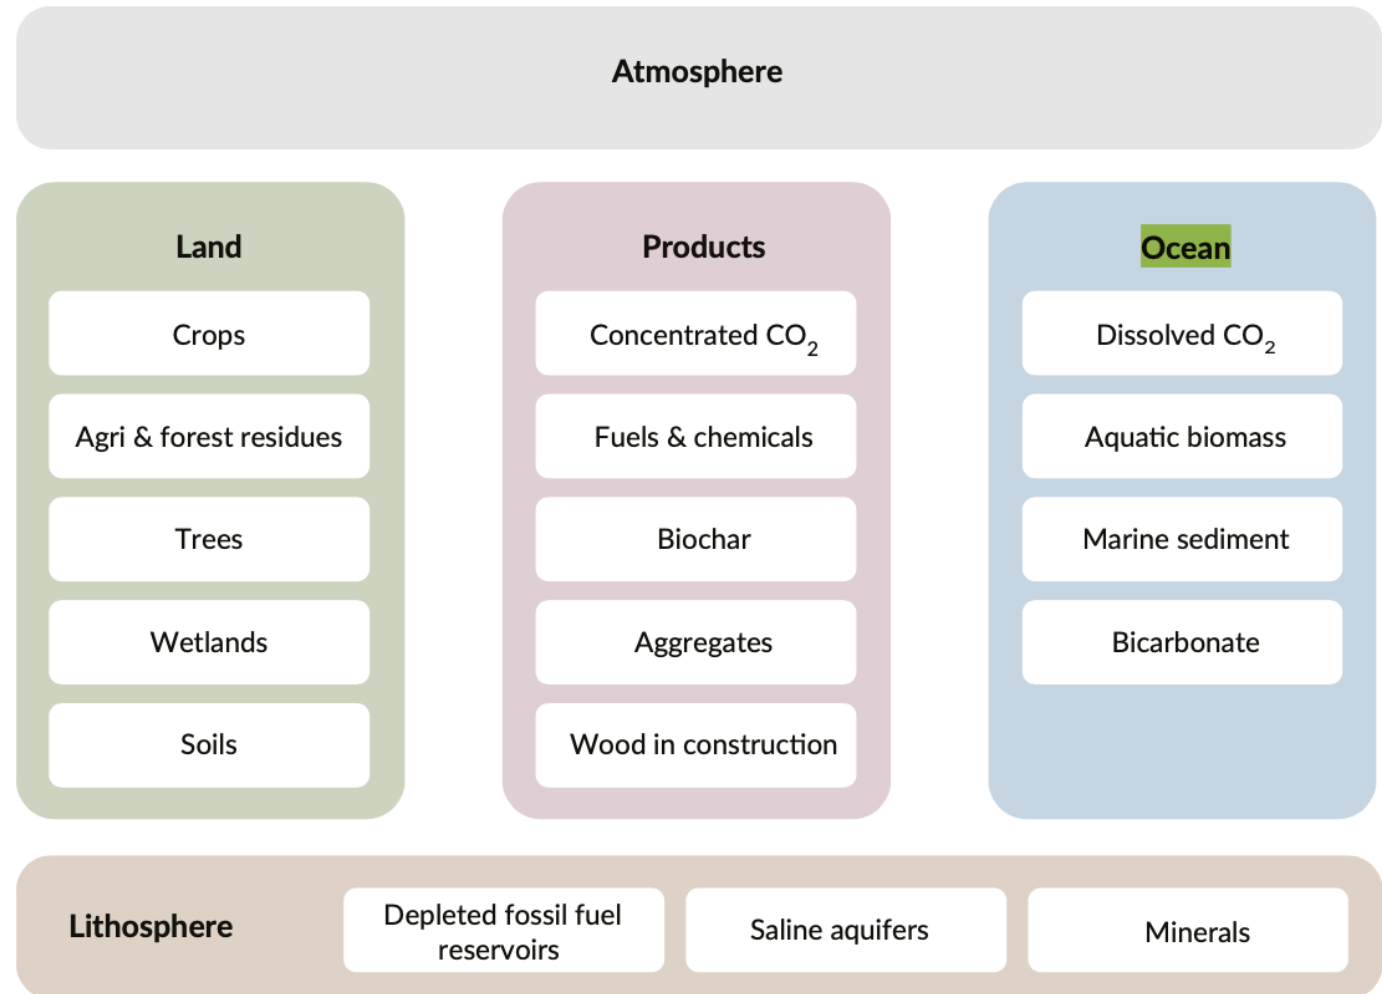 Atmosphere
Land
Crops
Agri & forest residues
Trees
Wetlands
Soils
Products
Concentrated CO₂
Fuels & chemicals
Biochar
Aggregates
Wood in construction
Ocean
Dissolved CO₂
Aquatic biomass
Marine sediment
Bicarbonate
Lithosphere
Depleted fossil fuel
reservoirs
Saline aquifers
Minerals